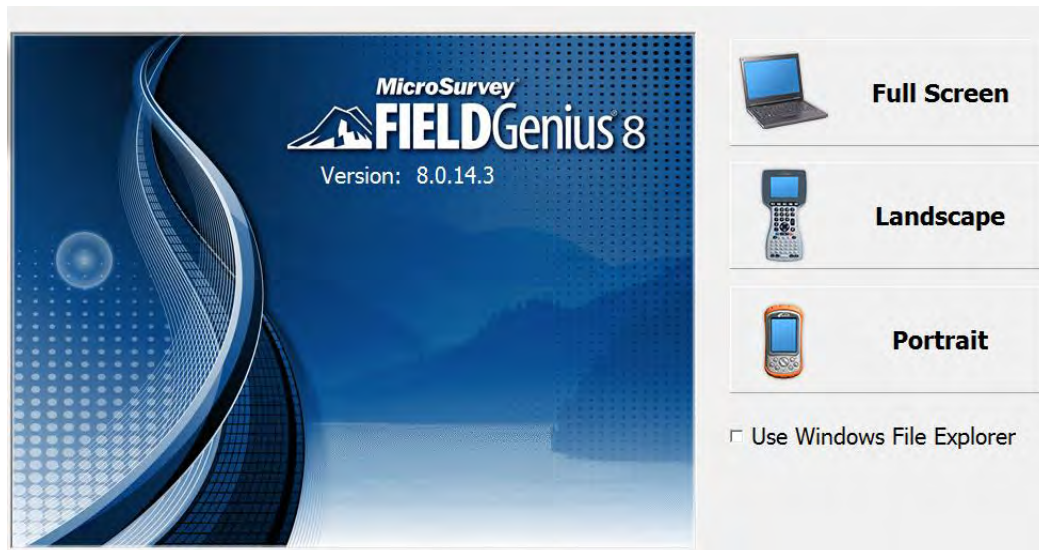 MicroSurvey
FIELDGenius 8
Version: 8.0.14.3
Full Screen
Landscape
Portrait
Use Windows File Explorer